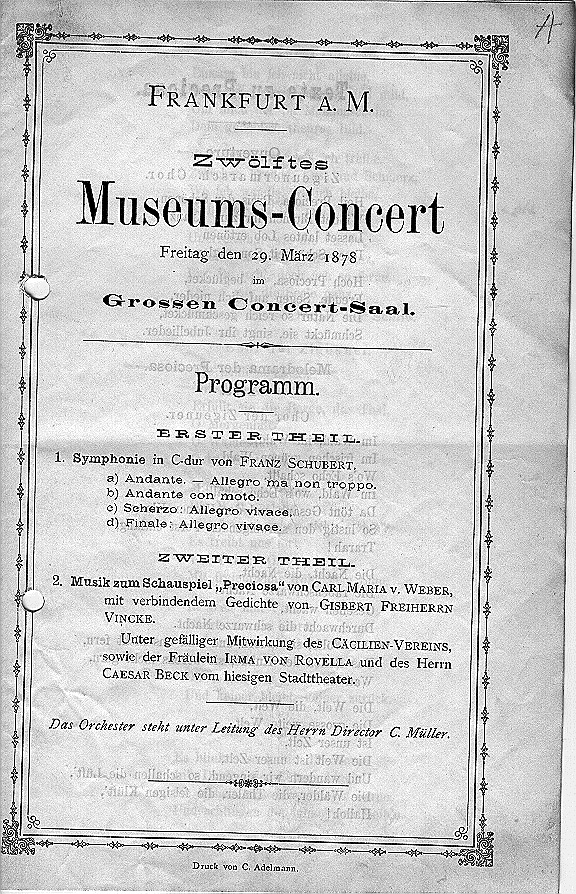 FRANKFURT A. M.
Zwölftes
Museums-Concert
Freitag den 29. März 1878
im
Grossen Concert-Saal.
Programm.
ERSTER THEIL.
1. Symphonie in C-dur von FRANZ SCHUBERT.
a) Andante. — Allegro ma non troppo.
b) Andante con moto.
c) Scherzo: Allegro vivace.
d) Finale: Allegro vivace.
ZWEITER THEIL.
2. Musik zum Schauspiel „Preciosa" von CARL MARIA V. WEBER,
mit verbindendem Gedichte von GISBERT FREIHERRN
VINCKE.
Unter gefälliger Mitwirkung des CÄCILIEN-VEREINS,
sowie der Fräulein IRMA VON ROVELLA und des Herrn
CAESAR BECK vom hiesigen Stadttheater.
Das Orchester steht unter Leitung des Herrn Director C. Müller.
Druck von C. Adelmann.